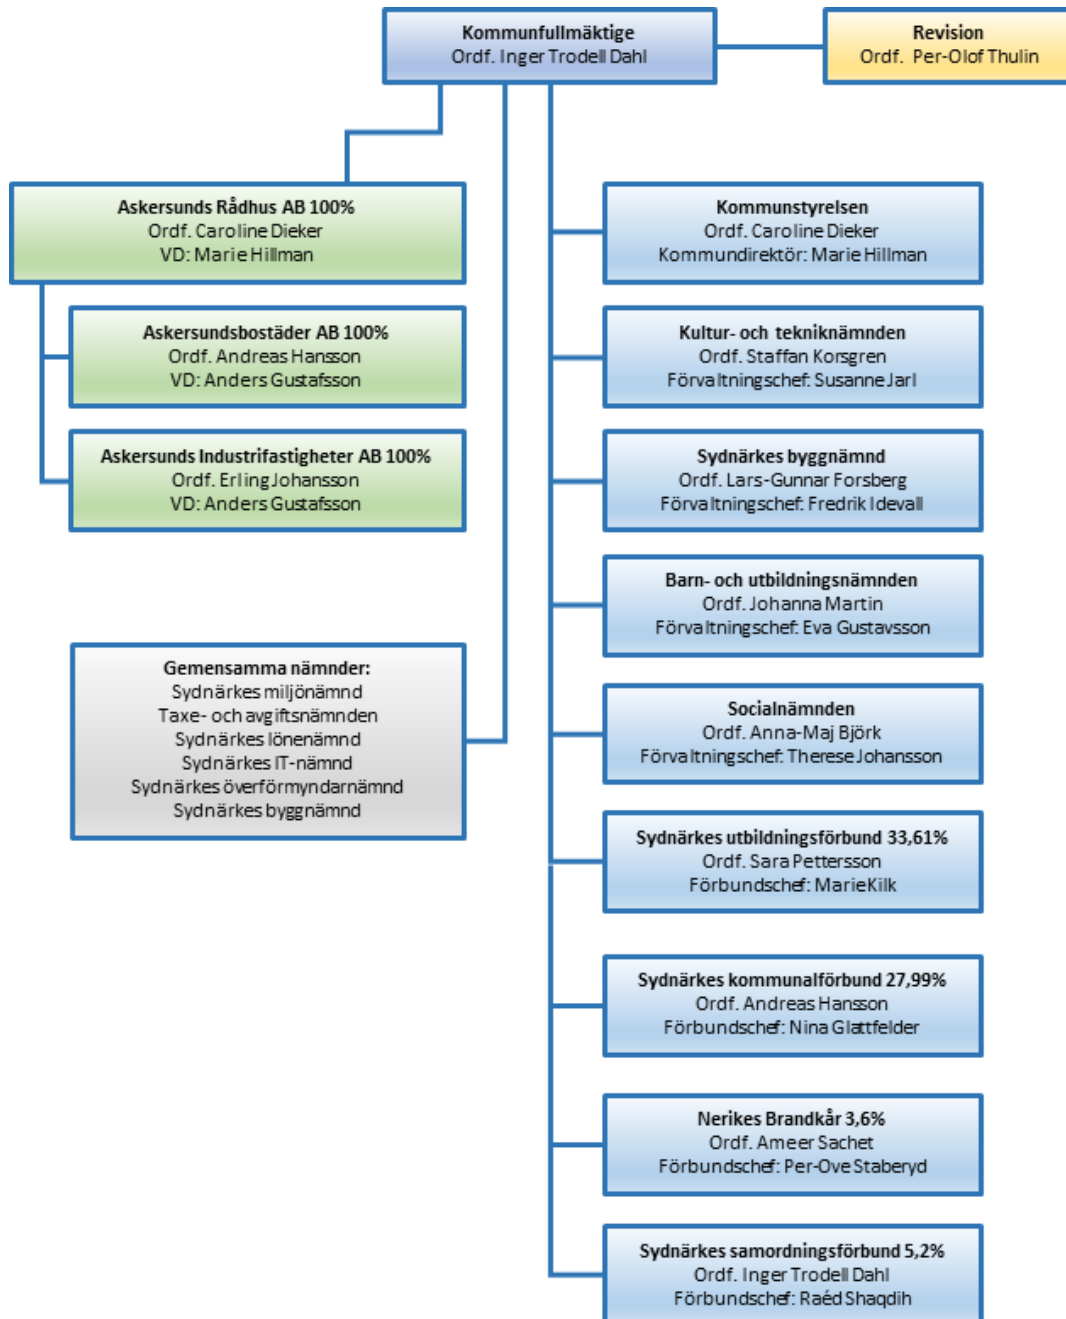 Kommunfullmäktige
Ordf. Inger Trodell Dahl
Revision
Ordf. Per-Olof Thulin
Askersunds Rådhus AB 100%
Ordf. Caroline Dieker
VD: Marie Hillman
Askersundsbostäder AB 100%
Ordf. Andreas Hansson
VD: Anders Gustafsson
Askersunds Industrifastigheter AB 100%
Ordf. Erling Johansson
VD: Anders Gustafsson
Gemensamma nämnder:
Sydnärkes miljönämnd
Taxe- och avgiftsnämnden
Sydnärkes lönenämnd
Sydnärkes IT-nämnd
Sydnärkes överförmyndarnämnd
Sydnärkes byggnämnd
Kommunstyrelsen
Ordf. Caroline Dieker
Kommundirektör: Marie Hillman
Kultur- och tekniknämnden
Ordf. Staffan Korsgren
Förvaltningschef: Susanne Jarl
Sydnärkes byggnämnd
Ordf. Lars-Gunnar Forsberg
Förvaltningschef: Fredrik Idevall
Barn- och utbildningsnämnden
Ordf. Johanna Martin
Förvaltningschef: Eva Gustavsson
Socialnämnden
Ordf. Anna-Maj Björk
Förvaltningschef: Therese Johansson
Sydnärkes utbildningsförbund 33,61%
Ordf. Sara Pettersson
Förbundschef: Marie Kilk
Sydnärkes kommunalförbund 27,99%
Ordf. Andreas Hansson
Förbundschef: Nina Glattfelder
Nerikes Brandkår 3,6%
Ordf. Ameer Sachet
Förbundschef: Per-Ove Staberyd
Sydnärkes samordningsförbund 5,2%
Ordf. Inger Trodell Dahl
Förbundschef: Raéd Shaqdih